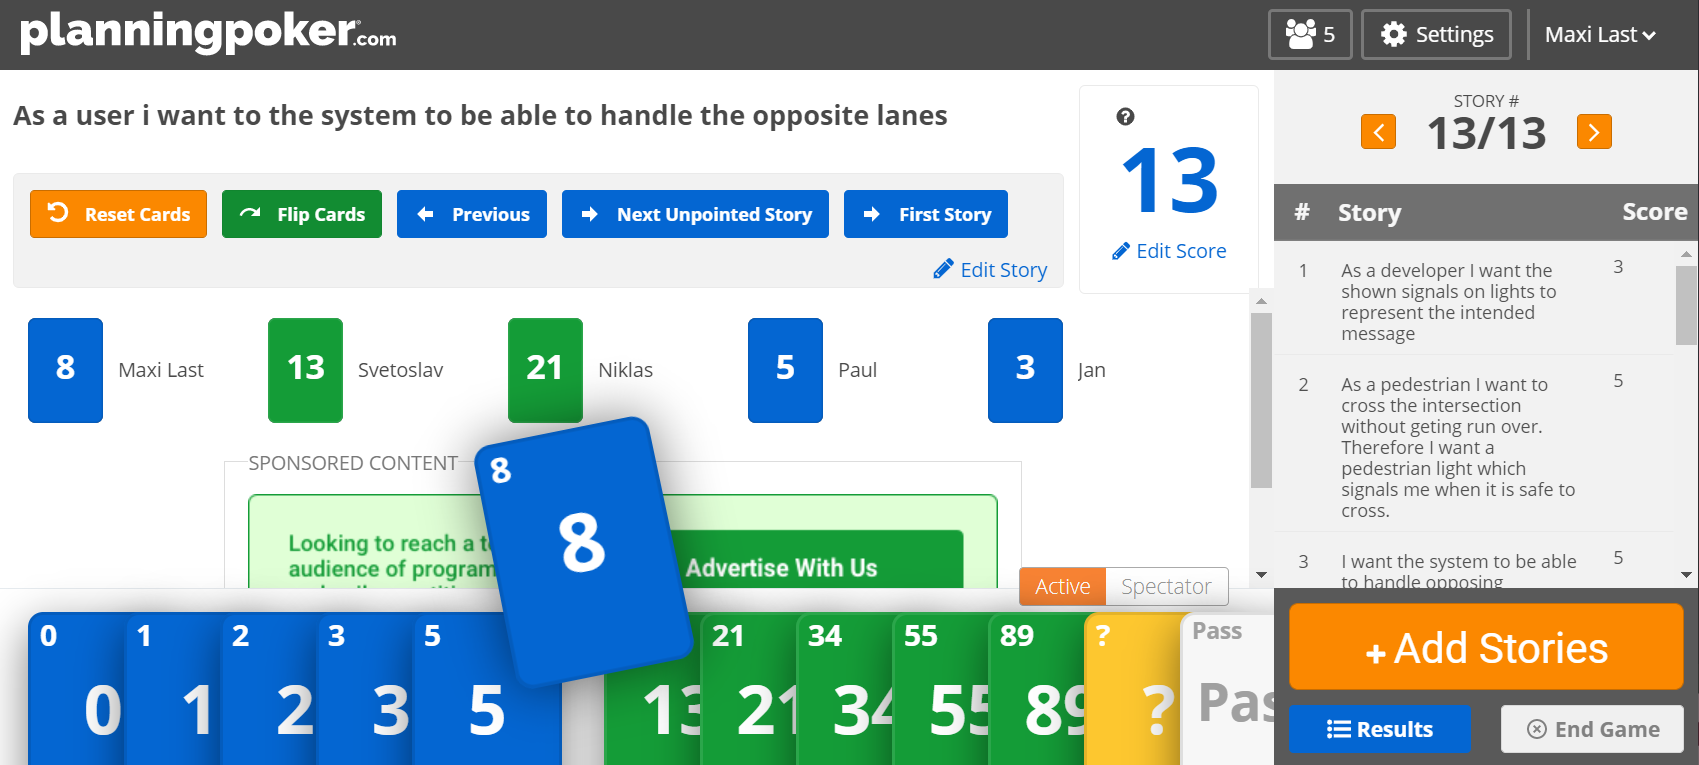 planningpoker.com
5
Settings
Maxi Last
As a user i want to the system to be able to handle the opposite lanes
Reset Cards
Flip Cards
Previous
Next Unpointed Story
First Story
Edit Story
?
13
Edit Score
8
Maxi Last
13
Svetoslav
21
Niklas
5
Paul
3
Jan
SPONSORED CONTENT
Looking to reach a
audience of program
Advertise With Us
8
8
Active
Spectator
0
0
1
1
2
2
3
3
5
5
13
21
21
34
34
55
55
89
89
?
?
Pass
Pas
STORY #
13/13
# Story Score
1 As a developer I want the 3
shown signals on lights to
represent the intended
message
2 As a pedestrian I want to 5
cross the intersection
without geting run over.
Therefore I want a
pedestrian light which
signals me when it is safe to
cross.
3 I want the system to be able 5
to handle opposing
+ Add Stories
Results
End Game